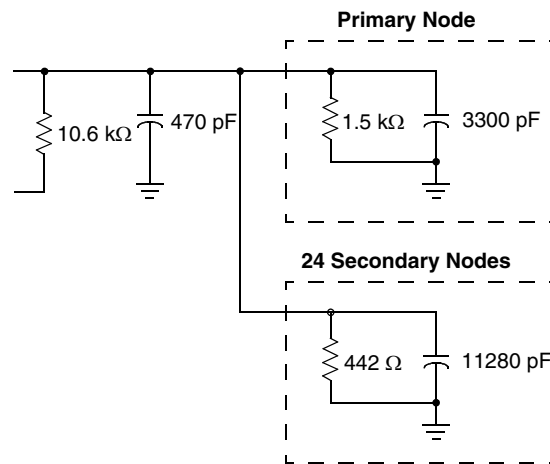 Primary Node
10.6 kΩ
470 pF
1.5 kΩ
3300 pF
24 Secondary Nodes
442 Ω
11280 pF